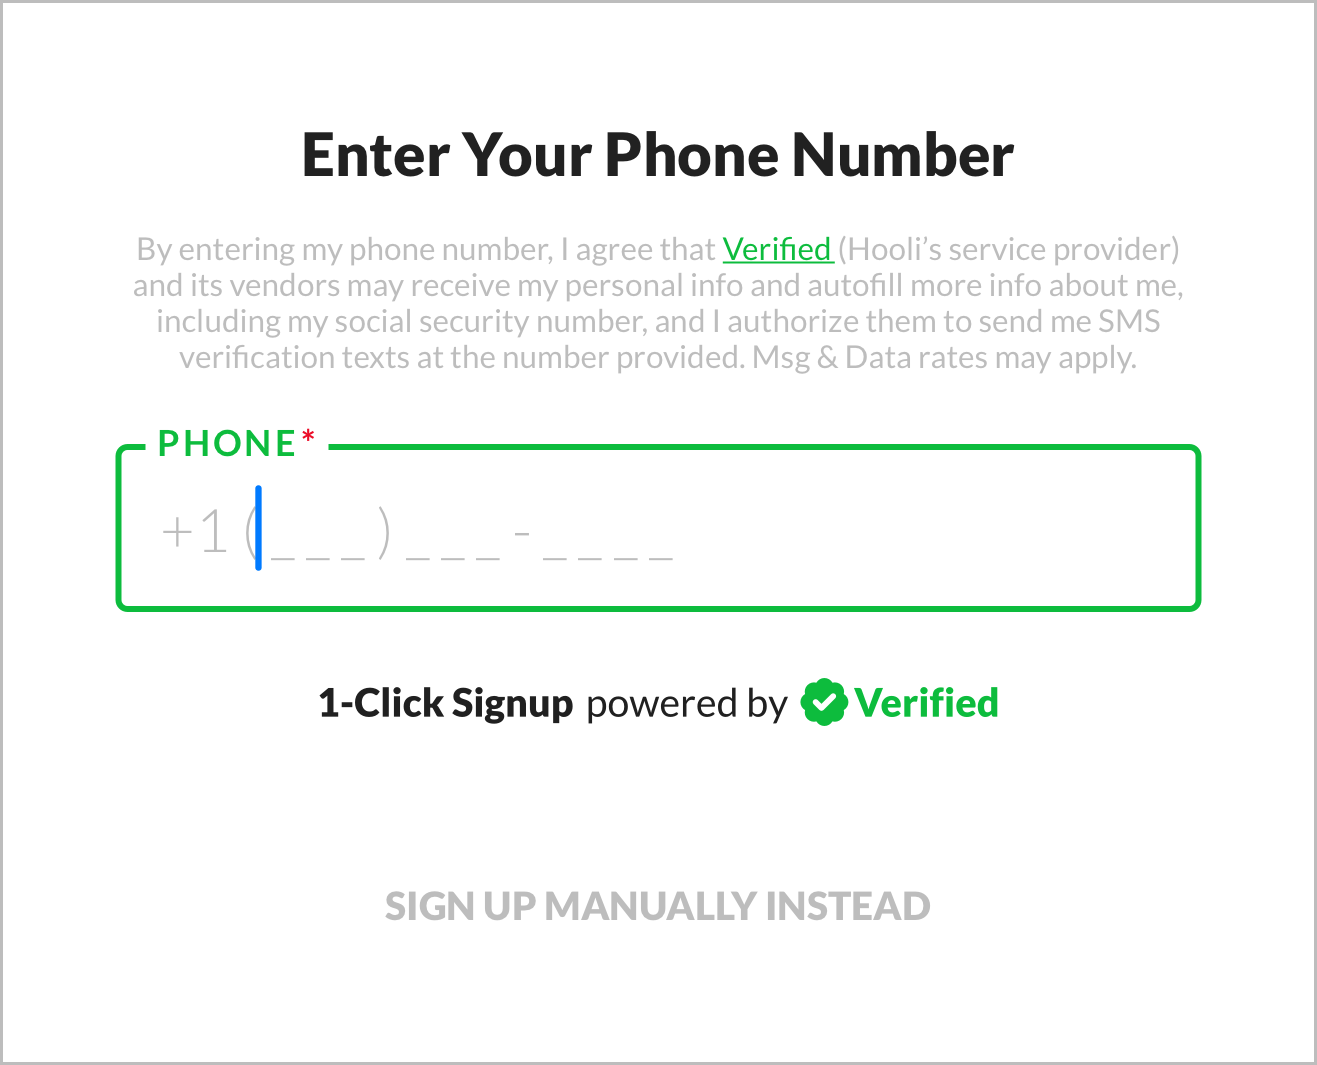 Enter Your Phone Number
By entering my phone number, I agree that Verified (Hooli’s service provider)
and its vendors may receive my personal info and autofill more info about me,
including my social security number, and I authorize them to send me SMS
verification texts at the number provided. Msg & Data rates may apply.
PHONE*
+1 (_ _ _) _ _ _ - _ _ _ _
1-Click Signup powered by Verified
SIGN UP MANUALLY INSTEAD